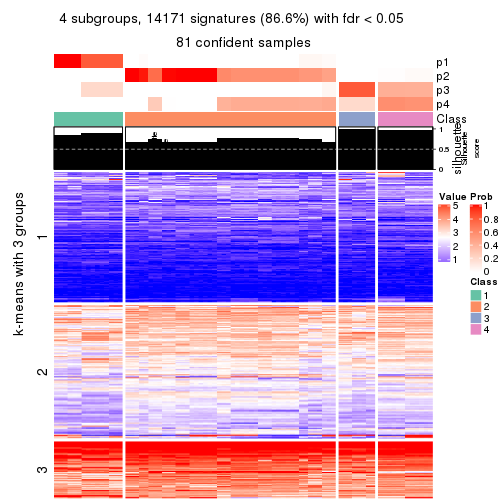 4 subgroups, 14171 signatures (86.6%) with fdr < 0.05
81 confident samples
p1
p2
p3
p4
Class
silhouette
Silhouette
score
1
0.5
0
k-means with 3 groups
1
2
3
Value
5
4
3
2
1
Prob
1
0.8
0.6
0.4
0.2
0
Class
1
2
3
4